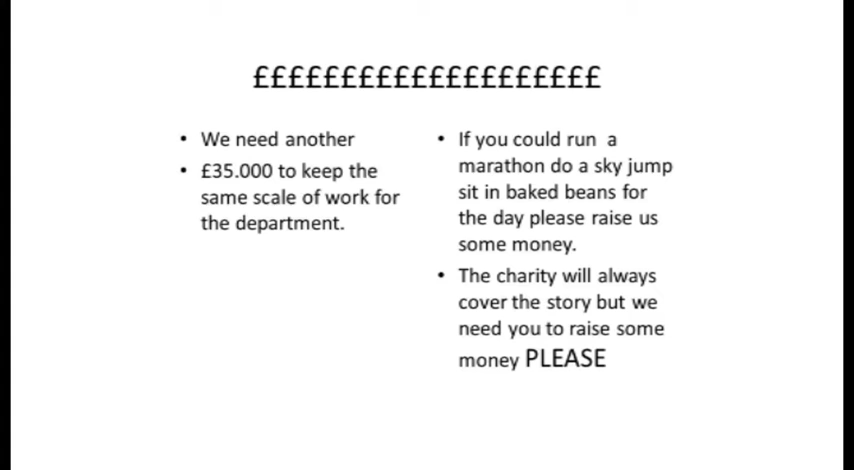 ££££££££££££££££££££
• We need another
• £35.000 to keep the
same scale of work for
the department.
• If you could run a
marathon do a sky jump
sit in baked beans for
the day please raise us
some money.
• The charity will always
cover the story but we
need you to raise some
money PLEASE